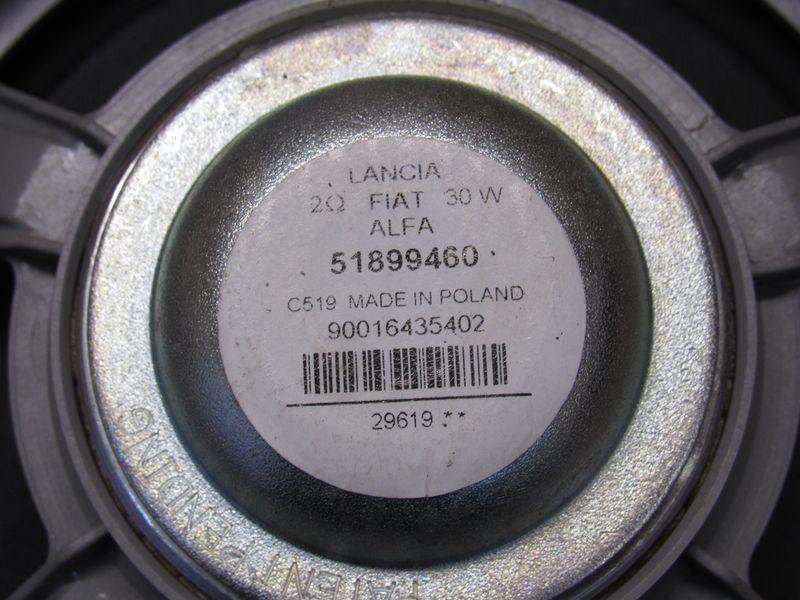 LANCIA
2Ω FIAT 30 W
ALFA
51899460
C519 MADE IN POLAND
90016435402
29619 **
PATENT PENDING